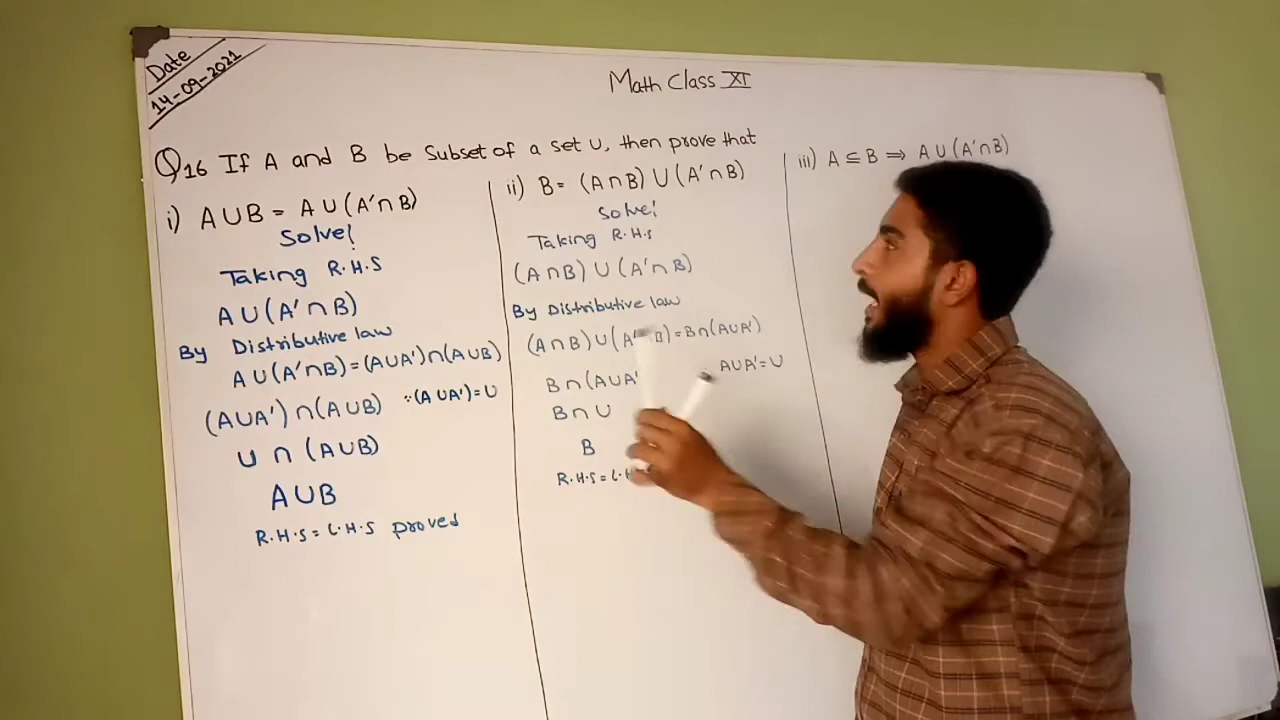 Date
14-09-2021
Math Class XI
Q16 If A and B be Subset of a set U, then prove that
i) A∪B = A∪(A'∩B)
Solve!
Taking R.H.S
A∪(A'∩B)
By Distributive law
A∪(A'∩B)=(A∪A')∩(A∪B)
(A∪A')∩(A∪B) ∵(A∪A')=U
U ∩ (A∪B)
A∪B
R.H.S = L.H.S proved
ii) B= (A∩B)∪(A'∩B)
Solve!
Taking R.H.S
(A∩B)∪(A'∩B)
By Distributive law
(A∩B)∪(A' B)=B∩(A∪A')
B∩(A∪A' A∪A'=U
B∩U
B
R.H.S = L.H
iii) A⊆B ⇒ A∪(A'∩B)